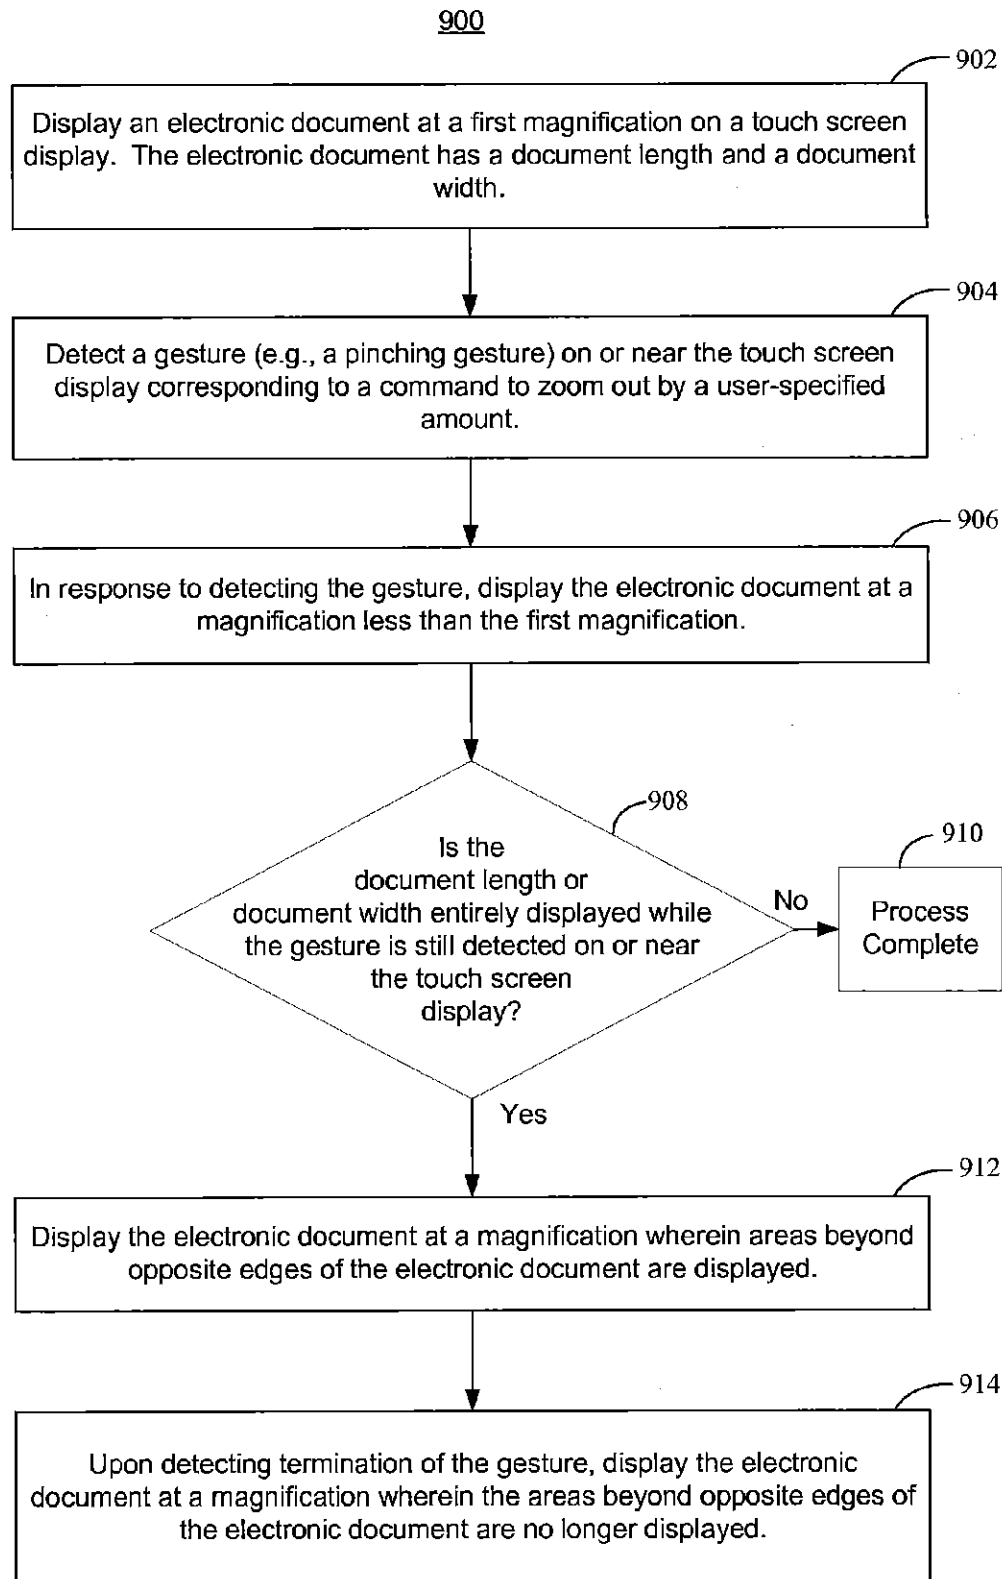 900
902
Display an electronic document at a first magnification on a touch screen
display.  The electronic document has a document length and a document
width.
904
Detect a gesture (e.g., a pinching gesture) on or near the touch screen
display corresponding to a command to zoom out by a user-specified
amount.
906
In response to detecting the gesture, display the electronic document at a
magnification less than the first magnification.
908
Is the
document length or
document width entirely displayed while
the gesture is still detected on or near
the touch screen
display?
No
910
Process
Complete
Yes
912
Display the electronic document at a magnification wherein areas beyond
opposite edges of the electronic document are displayed.
914
Upon detecting termination of the gesture, display the electronic
document at a magnification wherein the areas beyond opposite edges of
the electronic document are no longer displayed.